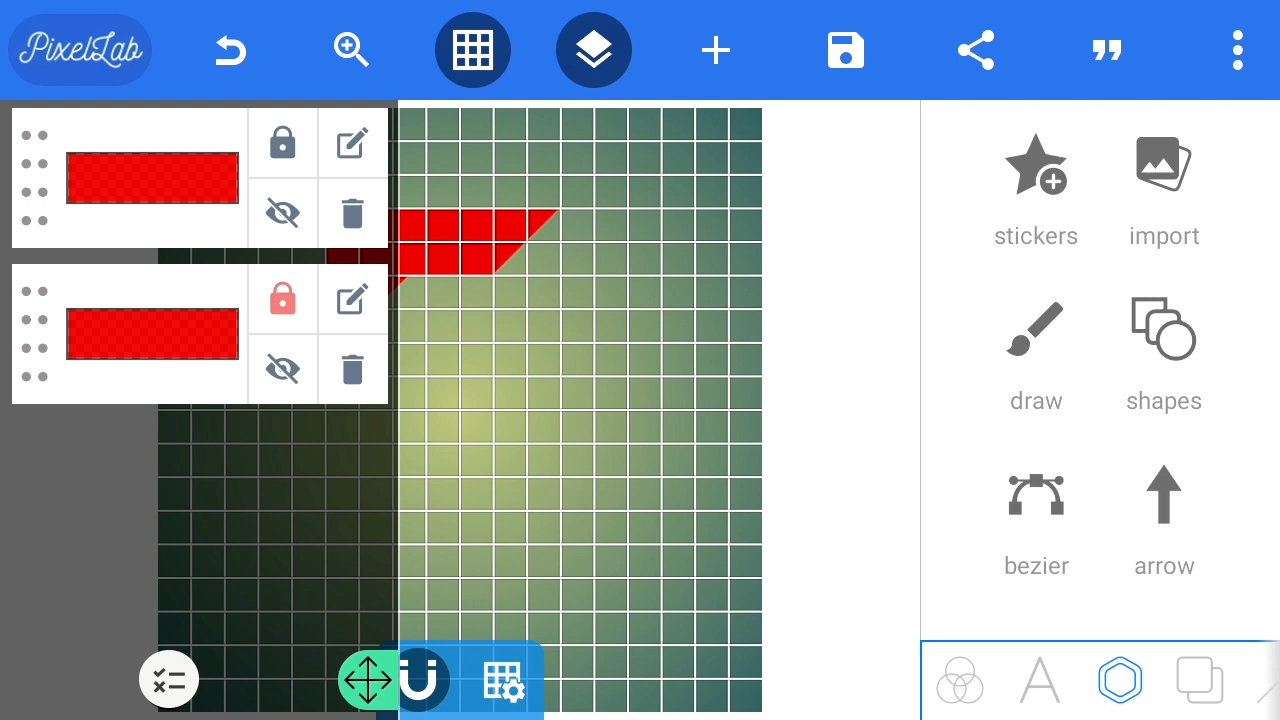 PixelLab
stickers
import
draw
shapes
bezier
arrow